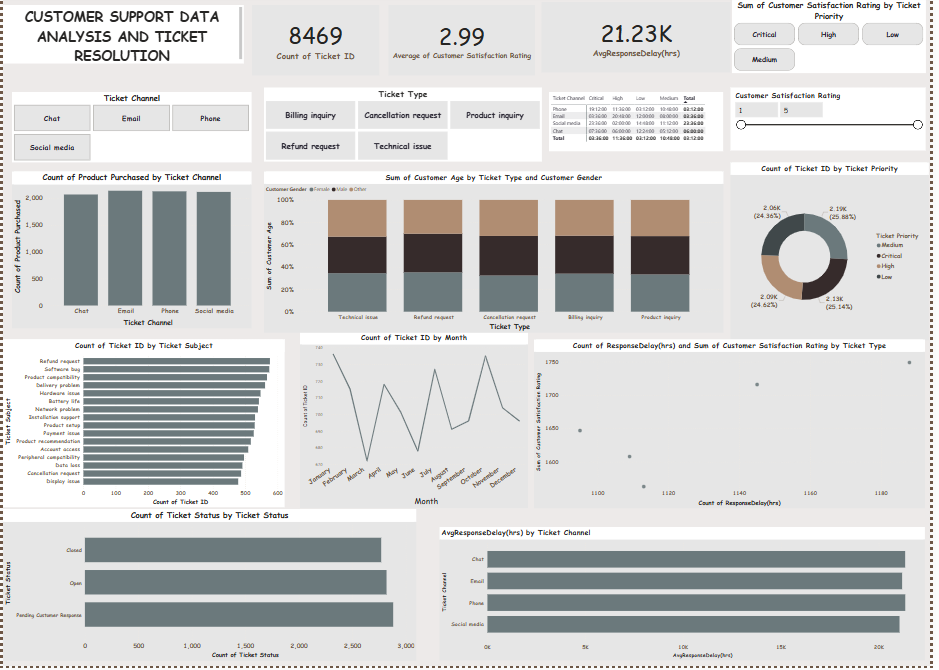 CUSTOMER SUPPORT DATA
ANALYSIS AND TICKET
RESOLUTION
8469
Count of Ticket ID
2.99
Average of Customer Satisfaction Rating
21.23K
AvgResponseDelay(hrs)
Sum of Customer Satisfaction Rating by Ticket
Priority
Critical High Low
Medium
Ticket Channel
Chat Email Phone
Social media
Ticket Type
Billing inquiry Cancellation request Product inquiry
Refund request Technical issue
Ticket Channel Critical High Low Medium Total
Phone 19:12:00 11:36:00 03:12:00 10:48:00 03:12:00
Email 03:36:00 20:48:00 12:00:00 08:00:00 03:36:00
Social media 23:36:00 02:00:00 14:48:00 11:12:00 23:36:00
Chat 07:36:00 06:00:00 12:24:00 05:12:00 06:00:00
Total 03:36:00 11:36:00 03:12:00 10:48:00 03:12:00
Customer Satisfaction Rating
1 5
Count of Product Purchased by Ticket Channel
Count of Product Purchased
2,000
1,500
1,000
500
0
Chat Email Phone Social media
Ticket Channel
Sum of Customer Age by Ticket Type and Customer Gender
Customer Gender Female Male Other
Sum of Customer Age
100%
80%
60%
40%
20%
0%
Technical issue Refund request Cancellation request Billing inquiry Product inquiry
Ticket Type
Count of Ticket ID by Ticket Priority
2.06K
(24.36%)
2.19K
(25.88%)
2.09K
(24.62%)
2.13K
(25.14%)
Ticket Priority
Medium
Critical
High
Low
Count of Ticket ID by Ticket Subject
Ticket Subject
Refund request
Software bug
Product compatibility
Delivery problem
Hardware issue
Battery life
Network problem
Installation support
Product setup
Payment issue
Product recommendation
Account access
Peripheral compatibility
Data loss
Cancellation request
Display issue
0 100 200 300 400 500 600
Count of Ticket ID
Count of Ticket ID by Month
Count of Ticket ID
740
730
720
710
700
690
680
670
January February March April May June July August September October November December
Month
Count of ResponseDelay(hrs) and Sum of Customer Satisfaction Rating by Ticket Type
Sum of Customer Satisfaction Rating
1750
1700
1650
1600
1100 1120 1140 1160 1180
Count of ResponseDelay(hrs)
Count of Ticket Status by Ticket Status
Ticket Status
Closed
Open
Pending Customer Response
0 500 1,000 1,500 2,000 2,500 3,000
Count of Ticket Status
AvgResponseDelay(hrs) by Ticket Channel
Ticket Channel
Chat
Email
Phone
Social media
0K 5K 10K 15K 20K
AvgResponseDelay(hrs)